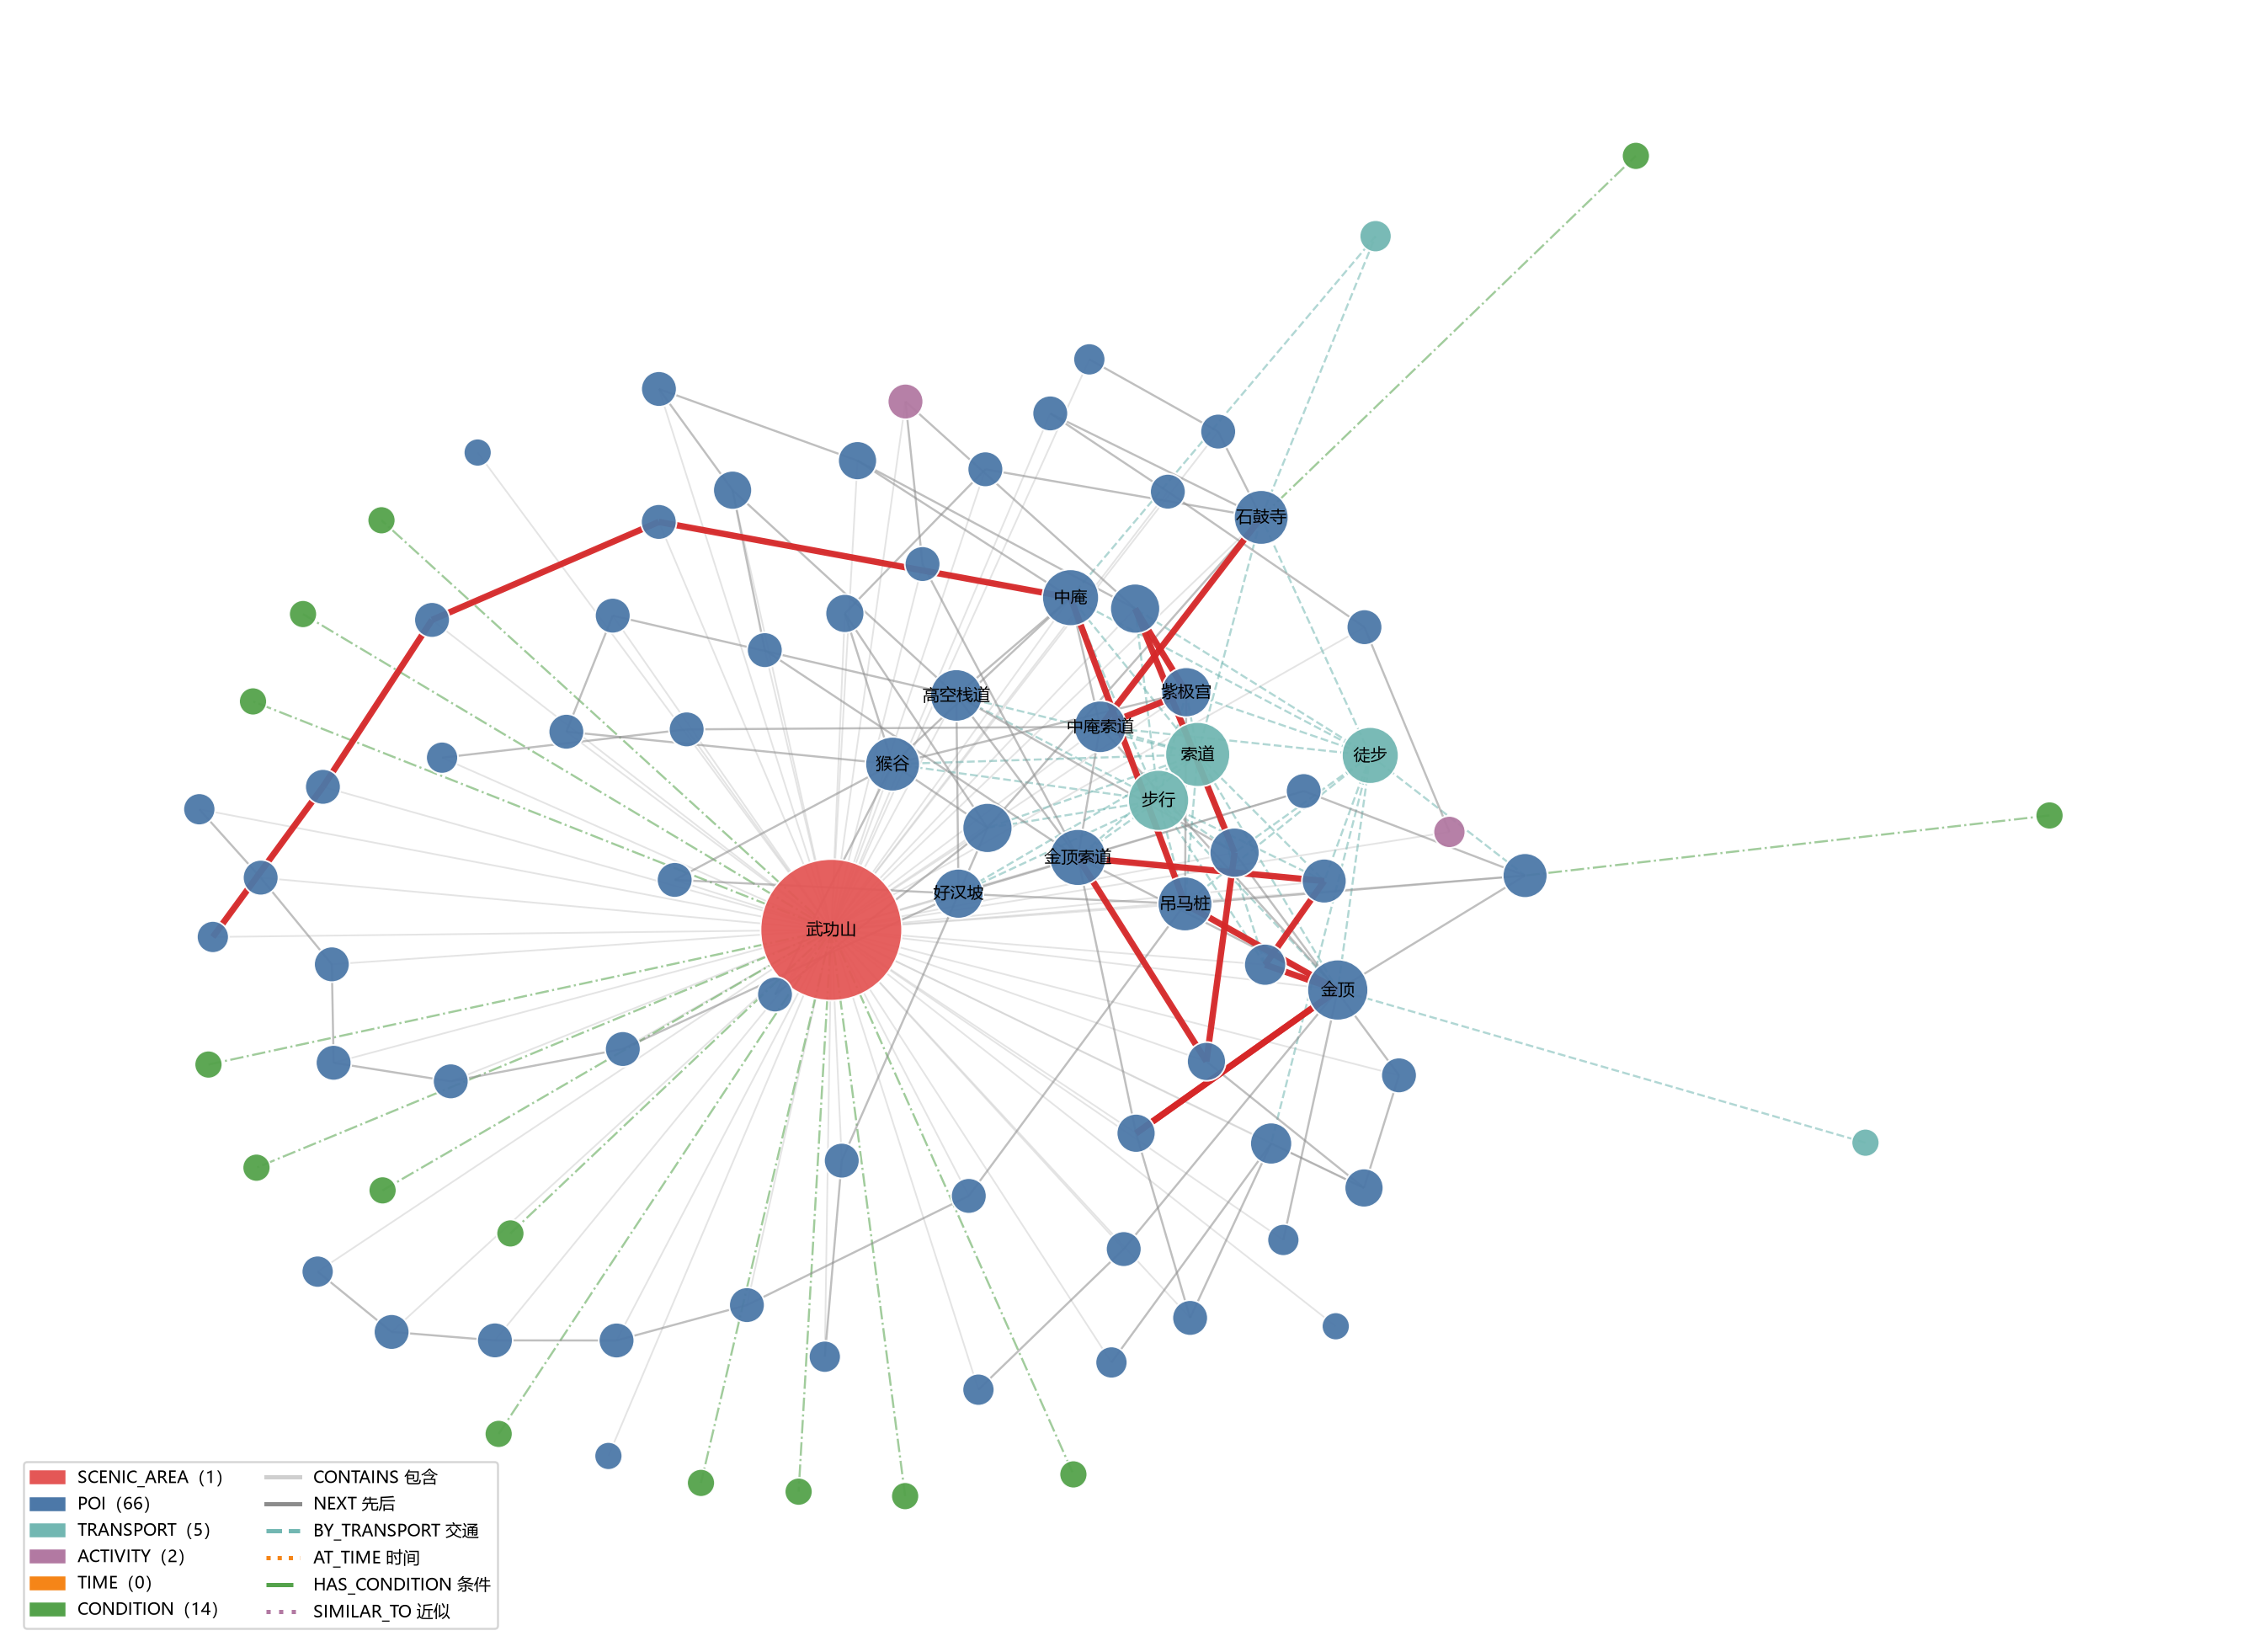 石鼓寺
中庵
紫极宫
高空栈道
中庵索道
索道
徒步
猴谷
步行
金顶索道
好汉坡
吊马桩
武功山
金顶
SCENIC_AREA (1)
POI (66)
TRANSPORT (5)
ACTIVITY (2)
TIME (0)
CONDITION (14)
CONTAINS 包含
NEXT 先后
BY_TRANSPORT 交通
AT_TIME 时间
HAS_CONDITION 条件
SIMILAR_TO 近似